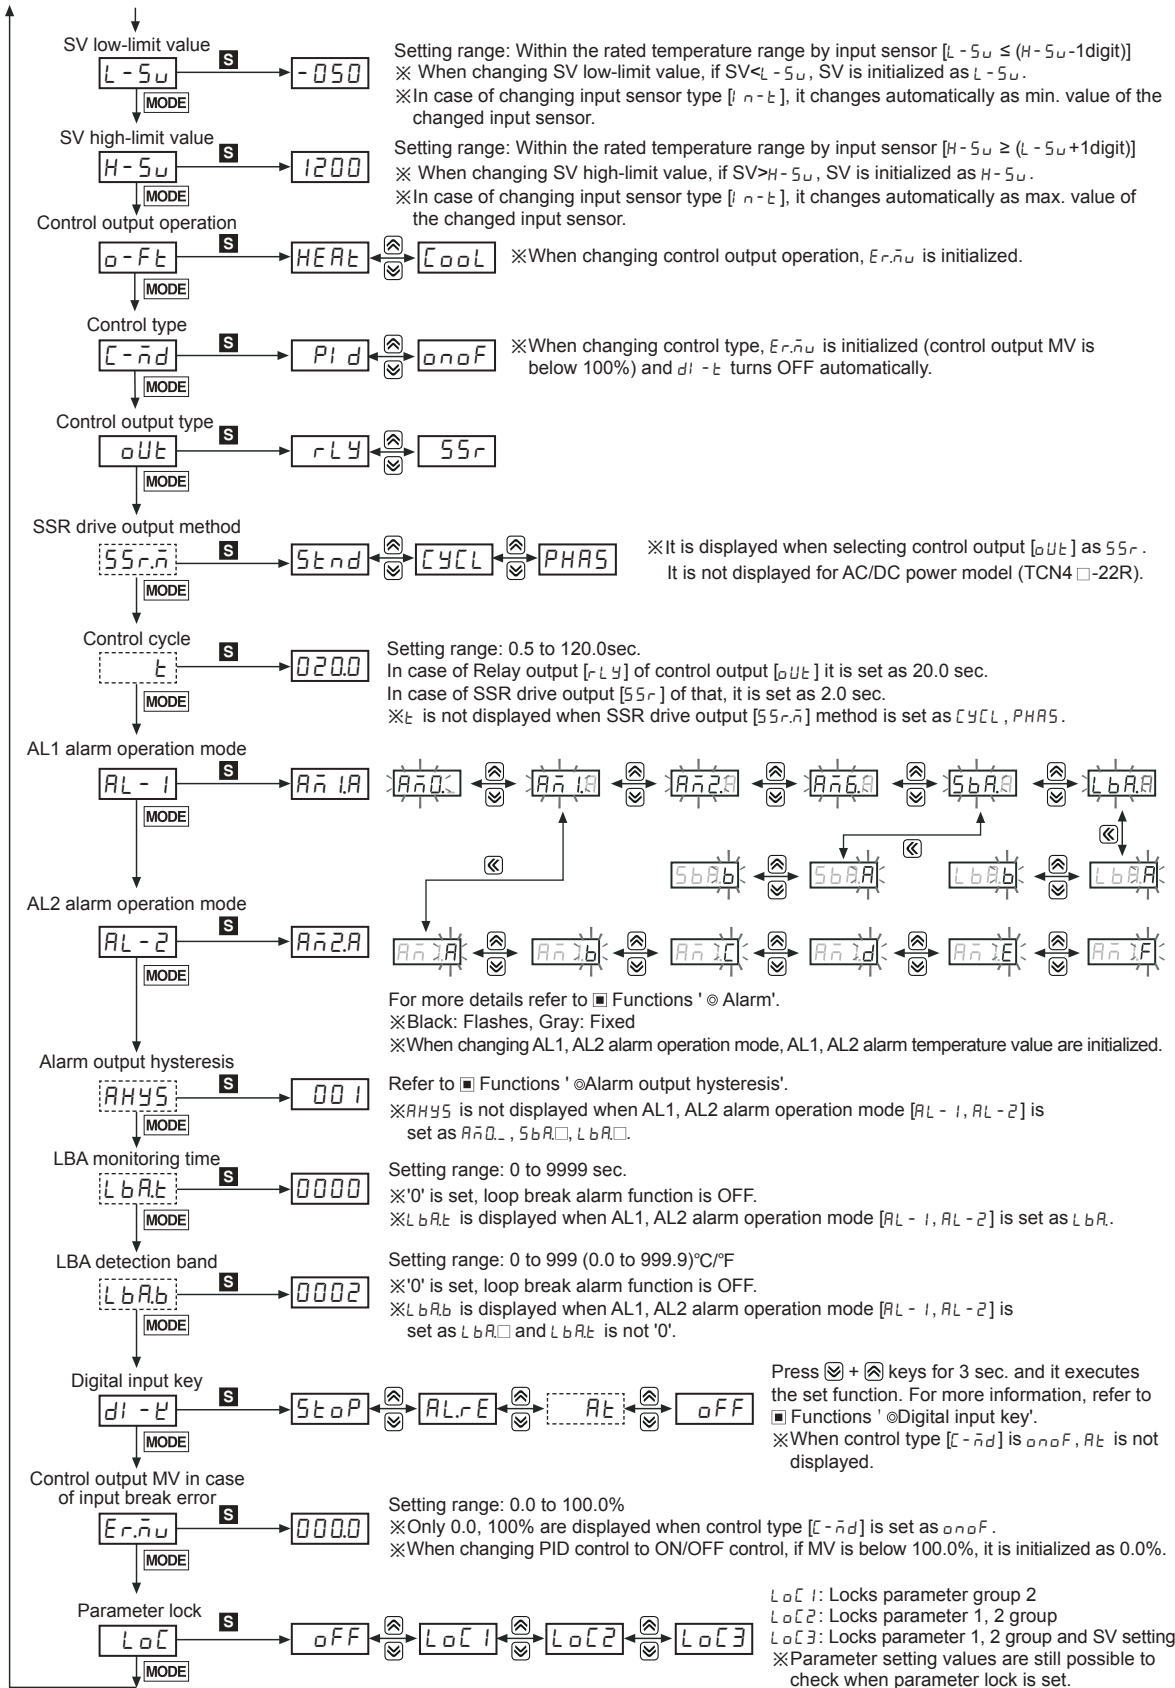 SV low-limit value
L-Sv S -050
MODE
Setting range: Within the rated temperature range by input sensor [L-Sv ≤ (H-Sv-1digit)]
※ When changing SV low-limit value, if SV<L-Sv, SV is initialized as L-Sv.
※In case of changing input sensor type [In-t], it changes automatically as min. value of the
changed input sensor.
SV high-limit value
H-Sv S 1200
MODE
Setting range: Within the rated temperature range by input sensor [H-Sv ≥ (L-Sv+1digit)]
※ When changing SV high-limit value, if SV>H-Sv, SV is initialized as H-Sv.
※In case of changing input sensor type [In-t], it changes automatically as max. value of
the changed input sensor.
Control output operation
o-Ft S HEAt CooL
MODE
※When changing control output operation, Er.mv is initialized.
Control type
C-md S PId onoF
MODE
※When changing control type, Er.mv is initialized (control output MV is
below 100%) and dI-t turns OFF automatically.
Control output type
oUt S rLY SSr
MODE
SSR drive output method
SSr.m S Stnd CYCL PHAS
MODE
※It is displayed when selecting control output [oUt] as SSr.
It is not displayed for AC/DC power model (TCN4□-22R).
Control cycle
t S 020.0
MODE
Setting range: 0.5 to 120.0sec.
In case of Relay output [rLY] of control output [oUt] it is set as 20.0 sec.
In case of SSR drive output [SSr] of that, it is set as 2.0 sec.
※t is not displayed when SSR drive output [SSr.m] method is set as CYCL, PHAS.
AL1 alarm operation mode
AL-1 S Am1.A Am0._ Am1.A Am2.A Am6.A SbA.A LbA.A
MODE
SbA.b SbA.A LbA.b LbA.A
AL2 alarm operation mode
AL-2 S Am2.A
MODE
Am1.A Am1.b Am1.C Am1.d Am1.E Am1.F
For more details refer to ▣ Functions ' ◎ Alarm'.
※Black: Flashes, Gray: Fixed
※When changing AL1, AL2 alarm operation mode, AL1, AL2 alarm temperature value are initialized.
Alarm output hysteresis
AHYS S 001
MODE
Refer to ▣ Functions ' ◎Alarm output hysteresis'.
※AHYS is not displayed when AL1, AL2 alarm operation mode [AL-1, AL-2] is
set as Am0._, SbA.□, LbA.□.
LBA monitoring time
LbA.t S 0000
MODE
Setting range: 0 to 9999 sec.
※'0' is set, loop break alarm function is OFF.
※LbA.t is displayed when AL1, AL2 alarm operation mode [AL-1, AL-2] is set as LbA.
LBA detection band
LbA.b S 0002
MODE
Setting range: 0 to 999 (0.0 to 999.9)°C/°F
※'0' is set, loop break alarm function is OFF.
※LbA.b is displayed when AL1, AL2 alarm operation mode [AL-1, AL-2] is
set as LbA.□ and LbA.t is not '0'.
Digital input key
dI-K S StoP AL.rE At oFF
MODE
Press + keys for 3 sec. and it executes
the set function. For more information, refer to
▣ Functions ' ◎Digital input key'.
※When control type [C-md] is onoF, At is not
displayed.
Control output MV in case
of input break error
Er.mv S 000.0
MODE
Setting range: 0.0 to 100.0%
※Only 0.0, 100% are displayed when control type [C-md] is set as onoF.
※When changing PID control to ON/OFF control, if MV is below 100.0%, it is initialized as 0.0%.
Parameter lock
LoC S oFF LoC1 LoC2 LoC3
MODE
LoC1: Locks parameter group 2
LoC2: Locks parameter 1, 2 group
LoC3: Locks parameter 1, 2 group and SV setting
※Parameter setting values are still possible to
check when parameter lock is set.